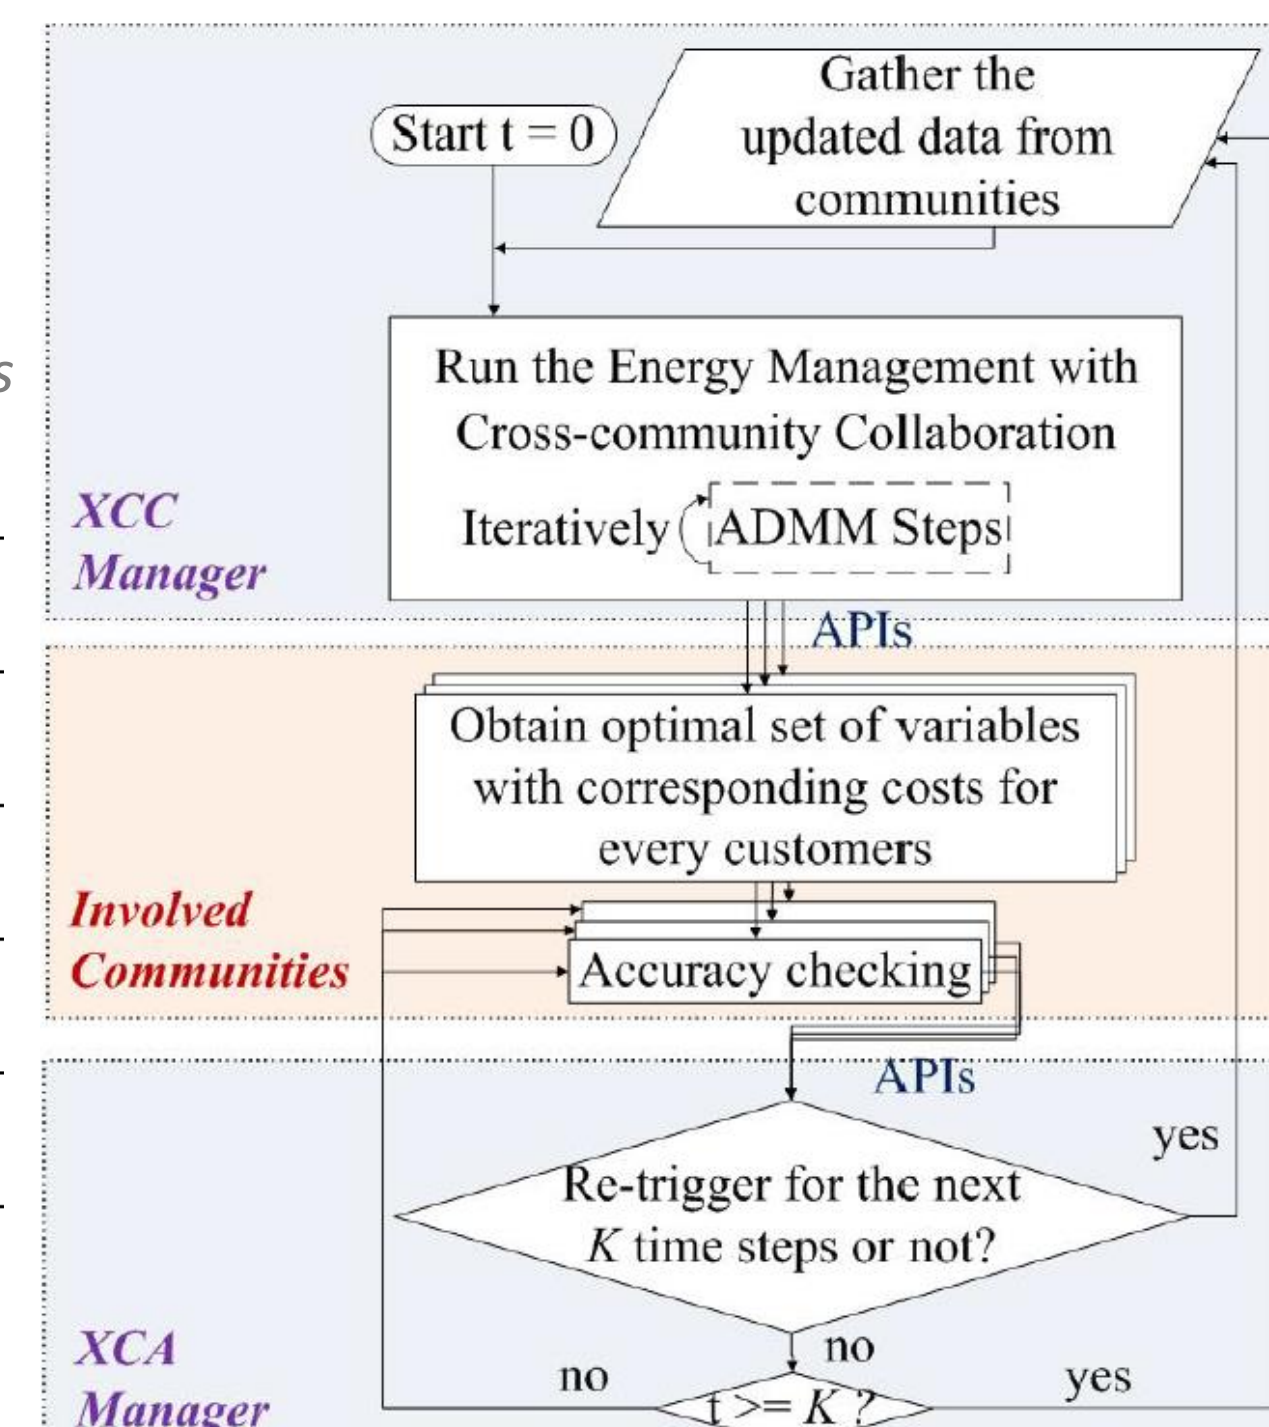 Gather the
updated data from
communities
Start t = 0
s
Run the Energy Management with
Cross-community Collaboration
Iteratively
ADMM Steps
XCC
Manager
APIs
Obtain optimal set of variables
with corresponding costs for
every customers
Involved
Communities
Accuracy checking
APIs
yes
Re-trigger for the next
K time steps or not?
no
XCA
Manager
no
t >= K ?
yes